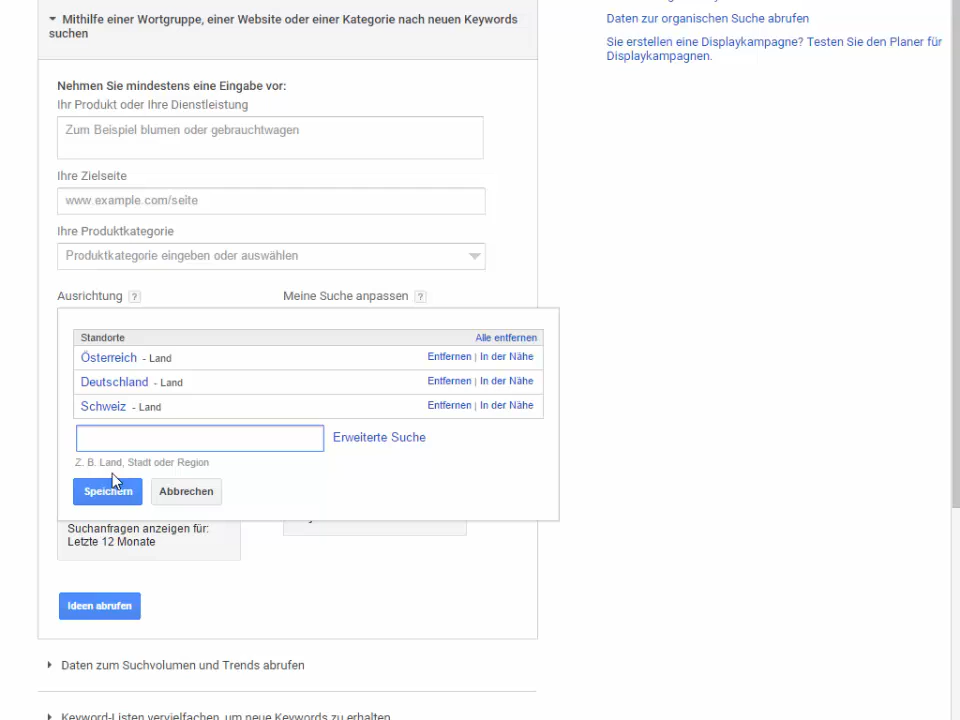 Daten zur organischen Suche abrufen
Sie erstellen eine Displaykampagne? Testen Sie den Planer für
Displaykampagnen.
Mithilfe einer Wortgruppe, einer Website oder einer Kategorie nach neuen Keywords
suchen
Nehmen Sie mindestens eine Eingabe vor:
Ihr Produkt oder Ihre Dienstleistung
Zum Beispiel blumen oder gebrauchtwagen
Ihre Zielseite
www.example.com/seite
Ihre Produktkategorie
Produktkategorie eingeben oder auswählen
Ausrichtung ? Meine Suche anpassen ?
Standorte Alle entfernen
Österreich - Land Entfernen | In der Nähe
Deutschland - Land Entfernen | In der Nähe
Schweiz - Land Entfernen | In der Nähe
Erweiterte Suche
Z. B. Land, Stadt oder Region
Speichern Abbrechen
Suchanfragen anzeigen für:
Letzte 12 Monate
Ideen abrufen
Daten zum Suchvolumen und Trends abrufen
Keyword-Listen vervielfachen, um neue Keywords zu erhalten